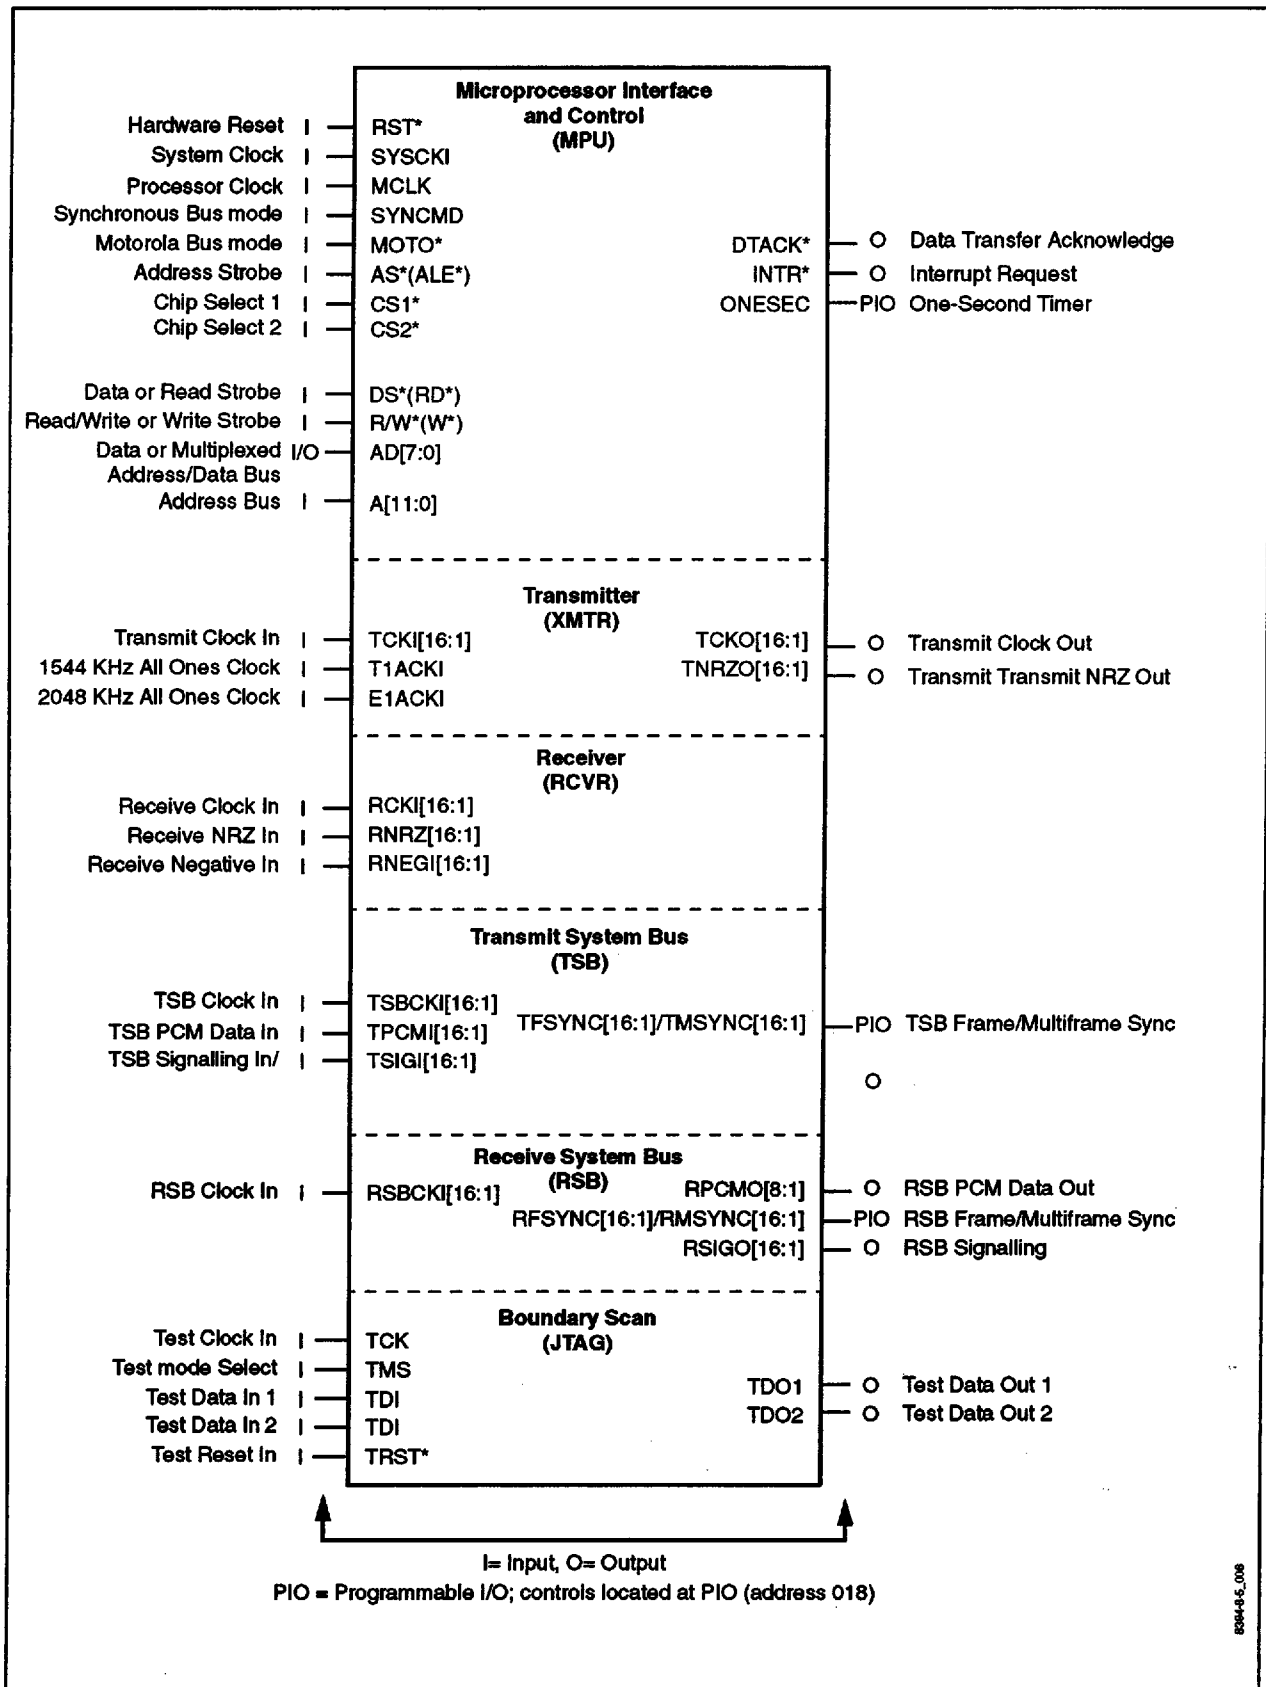 Microprocessor Interface
and Control
(MPU)
Hardware Reset I RST*
System Clock I SYSCKI
Processor Clock I MCLK
Synchronous Bus mode I SYNCMD
Motorola Bus mode I MOTO* DTACK* O Data Transfer Acknowledge
Address Strobe I AS*(ALE*) INTR* O Interrupt Request
Chip Select 1 I CS1* ONESEC PIO One-Second Timer
Chip Select 2 I CS2*
Data or Read Strobe I DS*(RD*)
Read/Write or Write Strobe I R/W*(W*)
Data or Multiplexed I/O AD[7:0]
Address/Data Bus
Address Bus I A[11:0]
Transmitter
(XMTR)
Transmit Clock In I TCKI[16:1] TCKO[16:1] O Transmit Clock Out
1544 KHz All Ones Clock I T1ACKI TNRZO[16:1] O Transmit Transmit NRZ Out
2048 KHz All Ones Clock I E1ACKI
Receiver
(RCVR)
Receive Clock In I RCKI[16:1]
Receive NRZ In I RNRZ[16:1]
Receive Negative In I RNEGI[16:1]
Transmit System Bus
(TSB)
TSB Clock In I TSBCKI[16:1]
TSB PCM Data In I TPCMI[16:1] TFSYNC[16:1]/TMSYNC[16:1] PIO TSB Frame/Multiframe Sync
TSB Signalling In/ I TSIGI[16:1]
O
Receive System Bus
(RSB)
RSB Clock In I RSBCKI[16:1] RPCMO[8:1] O RSB PCM Data Out
RFSYNC[16:1]/RMSYNC[16:1] PIO RSB Frame/Multiframe Sync
RSIGO[16:1] O RSB Signalling
Boundary Scan
(JTAG)
Test Clock In I TCK
Test mode Select I TMS
Test Data In 1 I TDI TDO1 O Test Data Out 1
Test Data In 2 I TDI TDO2 O Test Data Out 2
Test Reset In I TRST*
I= Input, O= Output
PIO = Programmable I/O; controls located at PIO (address 018)
8394-8-5_006